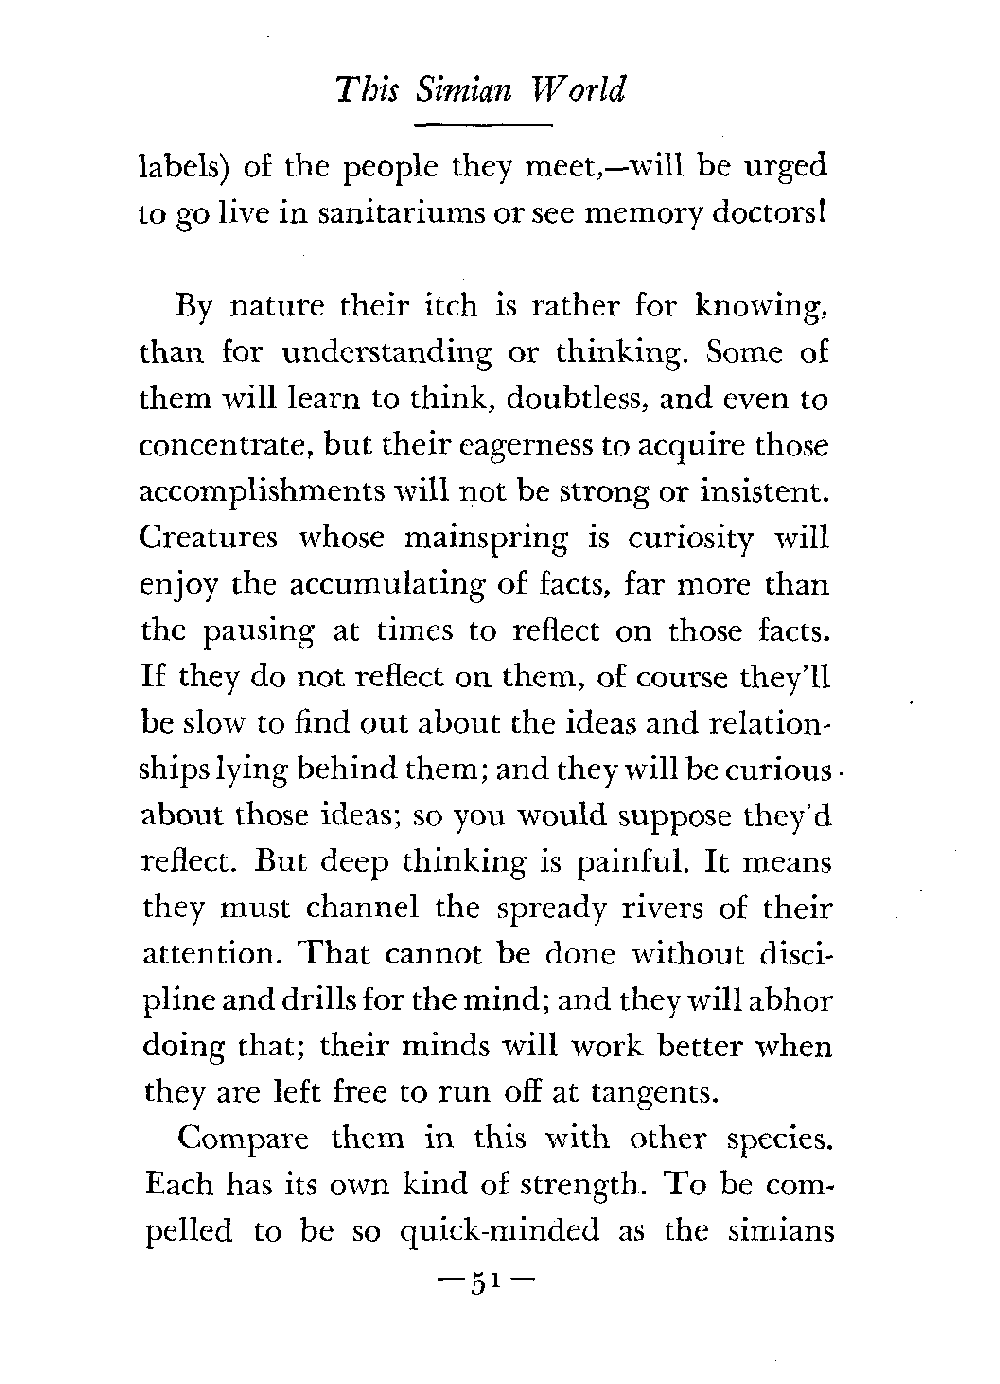 This Simian World
labels) of the people they meet,—will be urged
to go live in sanitariums or see memory doctors!
By nature their itch is rather for knowing,
than for understanding or thinking. Some of
them will learn to think, doubtless, and even to
concentrate, but their eagerness to acquire those
accomplishments will not be strong or insistent.
Creatures whose mainspring is curiosity will
enjoy the accumulating of facts, far more than
the pausing at times to reflect on those facts.
If they do not reflect on them, of course they'll
be slow to find out about the ideas and relation-
ships lying behind them; and they will be curious
about those ideas; so you would suppose they'd
reflect. But deep thinking is painful. It means
they must channel the spready rivers of their
attention. That cannot be done without disci-
pline and drills for the mind; and they will abhor
doing that; their minds will work better when
they are left free to run off at tangents.
Compare them in this with other species.
Each has its own kind of strength. To be com-
pelled to be so quick-minded as the simians
—51—